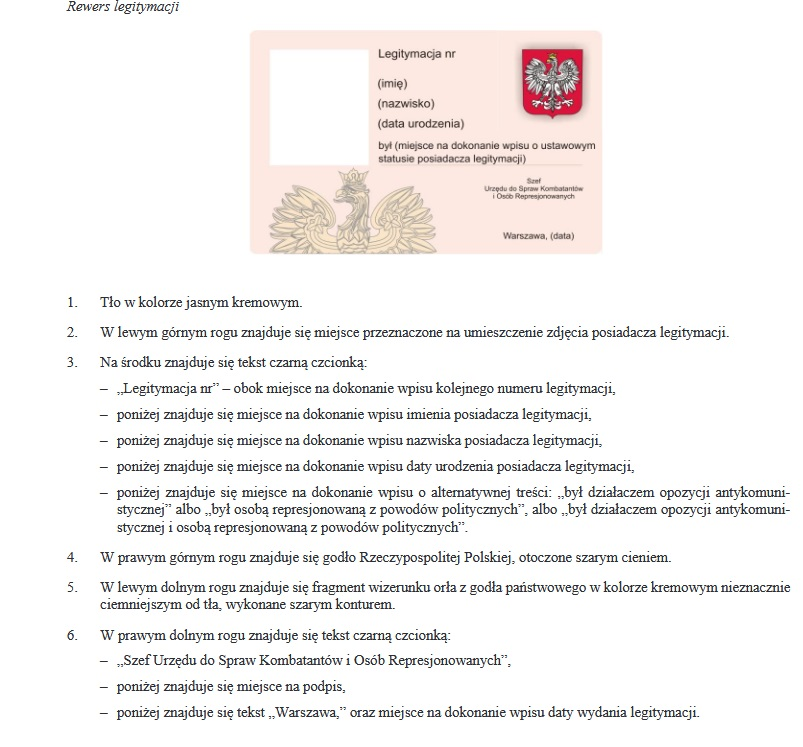 Rewers legitymacji
Legitymacja nr
(imię)
(nazwisko)
(data urodzenia)
był (miejsce na dokonanie wpisu o ustawowym
statusie posiadacza legitymacji)
Szef
Urzędu do Spraw Kombatantów
i Osób Represjonowanych
Warszawa, (data)
1. Tło w kolorze jasnym kremowym.
2. W lewym górnym rogu znajduje się miejsce przeznaczone na umieszczenie zdjęcia posiadacza legitymacji.
3. Na środku znajduje się tekst czarną czcionką:
– „Legitymacja nr” – obok miejsce na dokonanie wpisu kolejnego numeru legitymacji,
– poniżej znajduje się miejsce na dokonanie wpisu imienia posiadacza legitymacji,
– poniżej znajduje się miejsce na dokonanie wpisu nazwiska posiadacza legitymacji,
– poniżej znajduje się miejsce na dokonanie wpisu daty urodzenia posiadacza legitymacji,
– poniżej znajduje się miejsce na dokonanie wpisu o alternatywnej treści: „był działaczem opozycji antykomuni-
stycznej” albo „był osobą represjonowaną z powodów politycznych”, albo „był działaczem opozycji antykomuni-
stycznej i osobą represjonowaną z powodów politycznych”.
4. W prawym górnym rogu znajduje się godło Rzeczypospolitej Polskiej, otoczone szarym cieniem.
5. W lewym dolnym rogu znajduje się fragment wizerunku orła z godła państwowego w kolorze kremowym nieznacznie
ciemniejszym od tła, wykonane szarym konturem.
6. W prawym dolnym rogu znajduje się tekst czarną czcionką:
– „Szef Urzędu do Spraw Kombatantów i Osób Represjonowanych”,
– poniżej znajduje się miejsce na podpis,
– poniżej znajduje się tekst „Warszawa,” oraz miejsce na dokonanie wpisu daty wydania legitymacji.